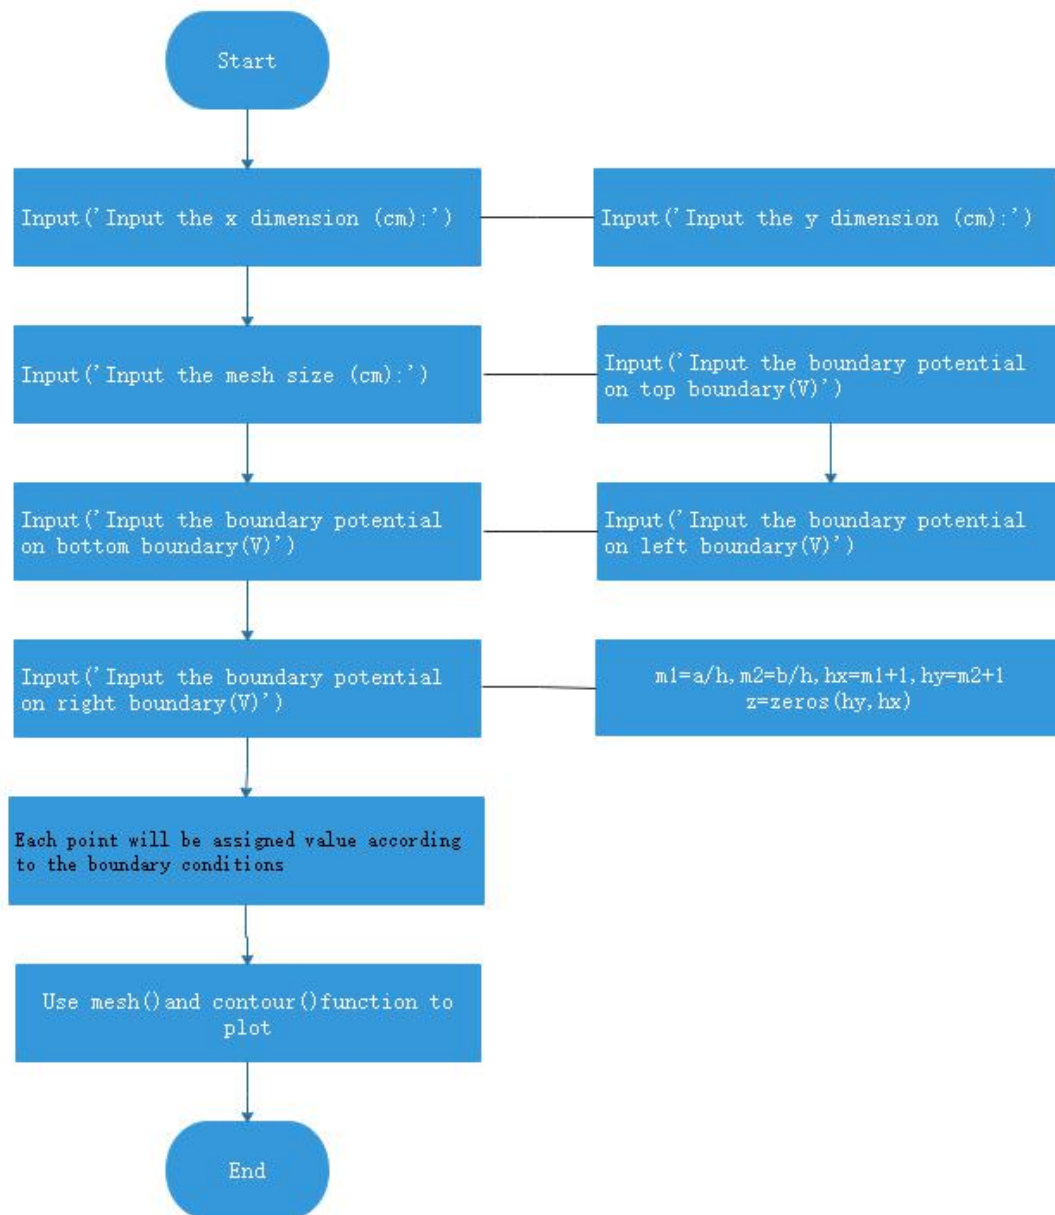 Start
Input('Input the x dimension (cm):')
Input('Input the y dimension (cm):')
Input('Input the mesh size (cm):')
Input('Input the boundary potential
on top boundary(V)')
Input('Input the boundary potential
on bottom boundary(V)')
Input('Input the boundary potential
on left boundary(V)')
Input('Input the boundary potential
on right boundary(V)')
m1=a/h,m2=b/h,hx=m1+1,hy=m2+1
z=zeros(hy,hx)
Each point will be assigned value according
to the boundary conditions
Use mesh()and contour()function to
plot
End